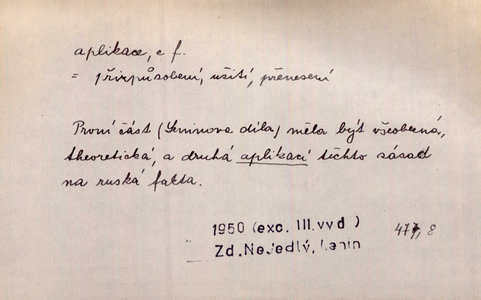 aplikace, e f.
= přizpůsobení, užití, přenesení
První část (Leninova díla) měla být všeobecná,
theoretická, a druhá aplikací těchto zásad
na ruská fakta.
1950 (exc. III. vvd)
Zd. Nejedlý, Lenin
8